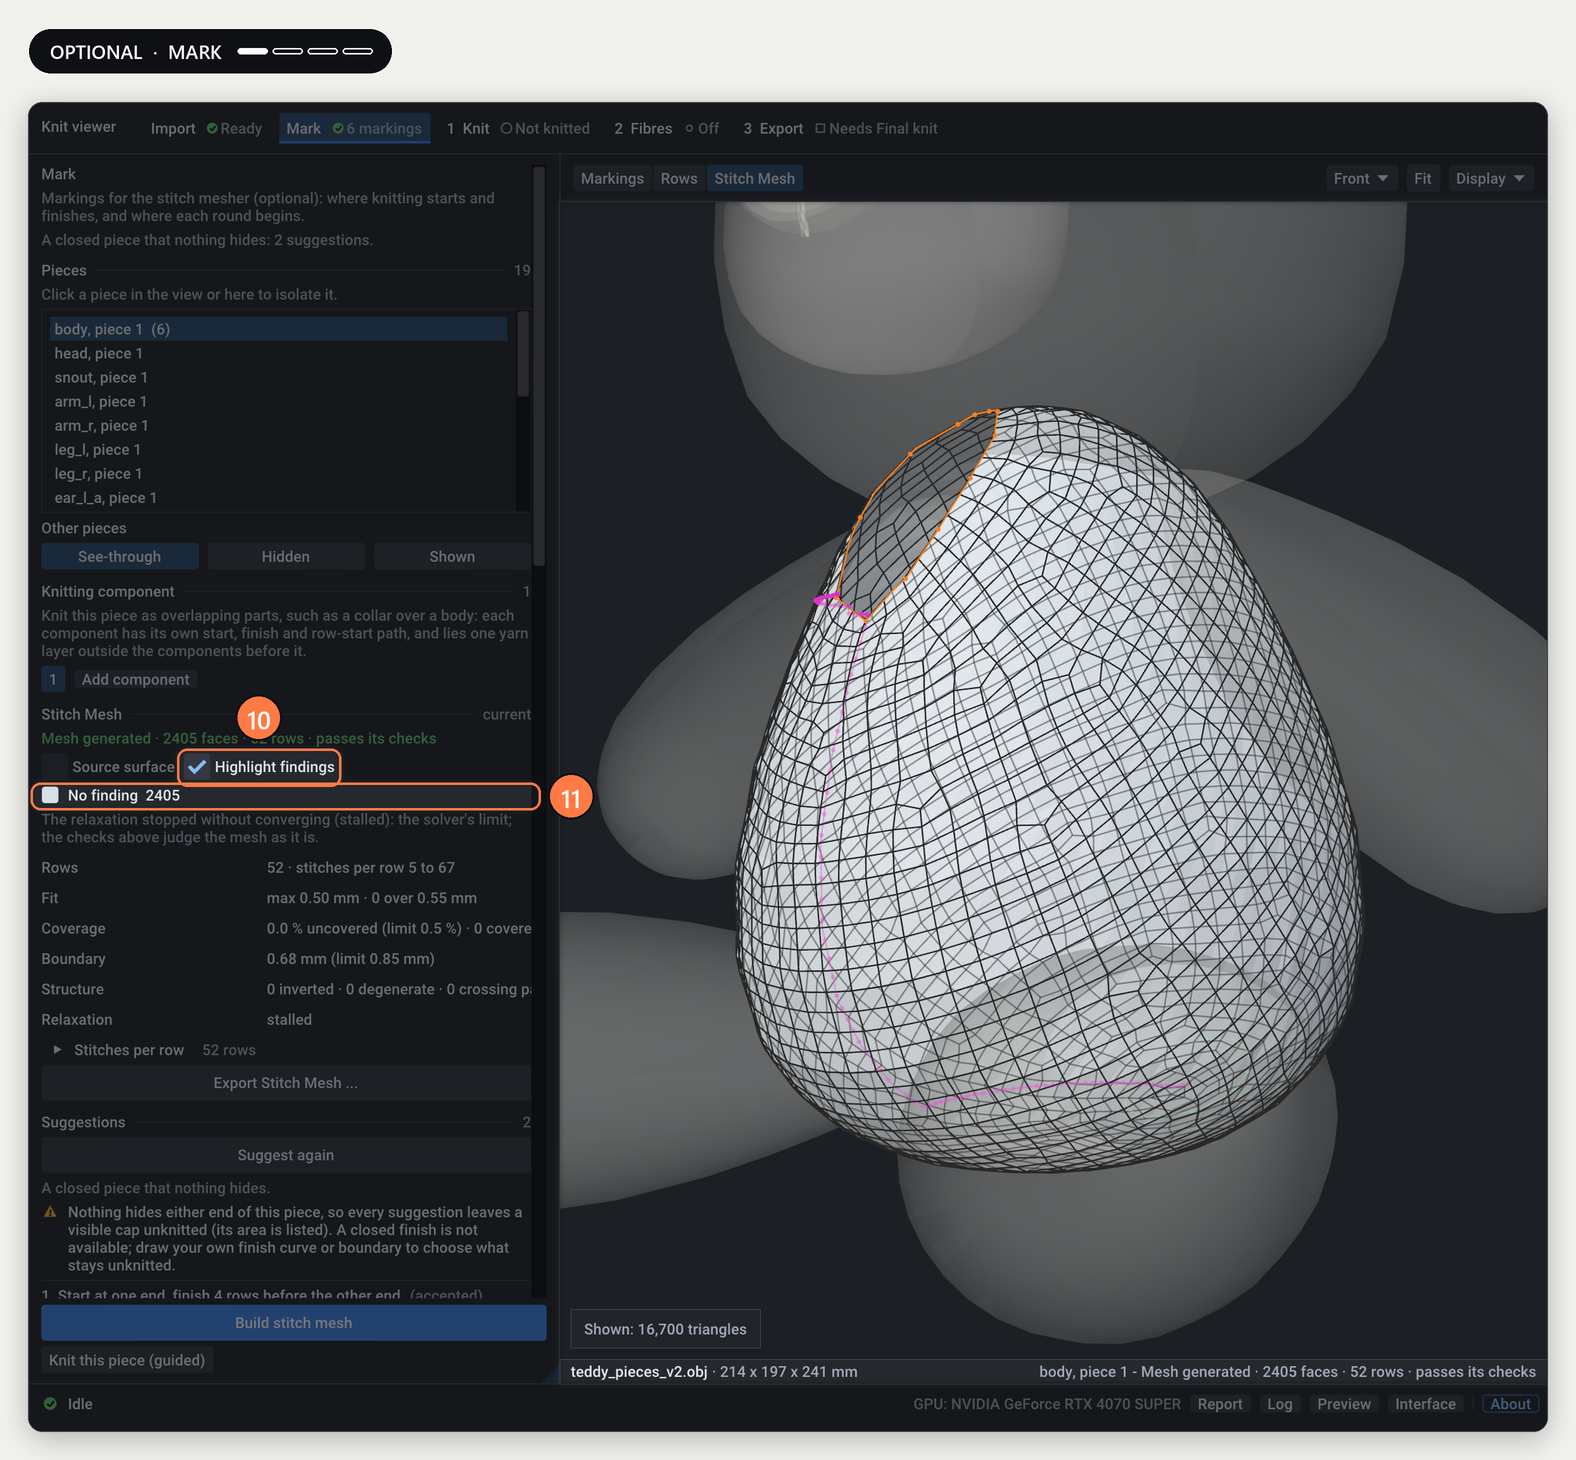 OPTIONAL · MARK
Knit viewer
Import Ready
Mark 6 markings
1 Knit Not knitted
2 Fibres Off
3 Export Needs Final knit
Mark
Markings for the stitch mesher (optional): where knitting starts and
finishes, and where each round begins.
A closed piece that nothing hides: 2 suggestions.
Pieces 19
Click a piece in the view or here to isolate it.
body, piece 1 (6)
head, piece 1
snout, piece 1
arm_l, piece 1
arm_r, piece 1
leg_l, piece 1
leg_r, piece 1
ear_l_a, piece 1
Other pieces
See-through Hidden Shown
Knitting component 1
Knit this piece as overlapping parts, such as a collar over a body: each
component has its own start, finish and row-start path, and lies one yarn
layer outside the components before it.
1 Add component
10
Stitch Mesh current
Mesh generated · 2405 faces · 52 rows · passes its checks
Source surface Highlight findings
No finding 2405
11
The relaxation stopped without converging (stalled): the solver's limit;
the checks above judge the mesh as it is.
Rows 52 · stitches per row 5 to 67
Fit max 0.50 mm · 0 over 0.55 mm
Coverage 0.0 % uncovered (limit 0.5 %) · 0 covere
Boundary 0.68 mm (limit 0.85 mm)
Structure 0 inverted · 0 degenerate · 0 crossing pa
Relaxation stalled
Stitches per row 52 rows
Export Stitch Mesh ...
Suggestions 2
Suggest again
A closed piece that nothing hides.
Nothing hides either end of this piece, so every suggestion leaves a
visible cap unknitted (its area is listed). A closed finish is not
available; draw your own finish curve or boundary to choose what
stays unknitted.
1. Start at one end, finish 4 rows before the other end (accepted)
Build stitch mesh
Knit this piece (guided)
Markings Rows Stitch Mesh
Front Fit Display
Shown: 16,700 triangles
teddy_pieces_v2.obj · 214 x 197 x 241 mm
body, piece 1 - Mesh generated · 2405 faces · 52 rows · passes its checks
Idle
GPU: NVIDIA GeForce RTX 4070 SUPER Report Log Preview Interface About